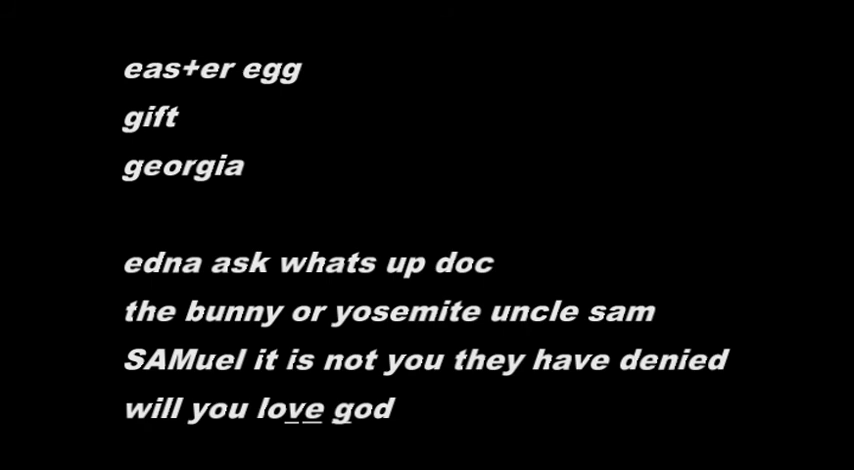 eas+er egg
gift
georgia
edna ask whats up doc
the bunny or yosemite uncle sam
SAMuel it is not you they have denied
will you love god